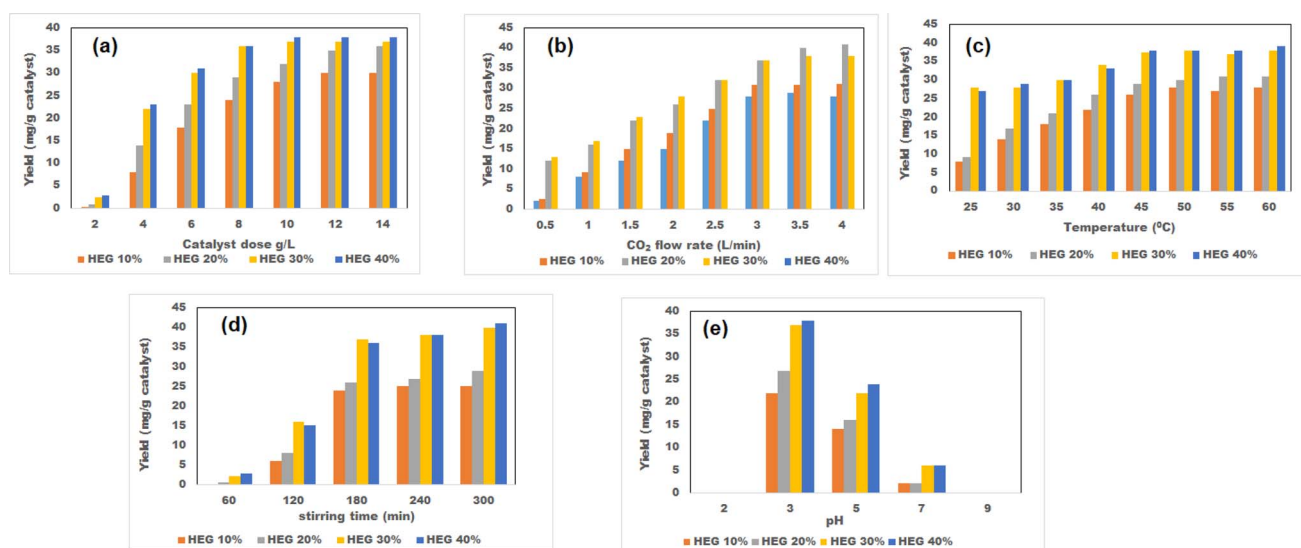 (a)
Yield (mg/g catalyst)
40
35
30
25
20
15
10
5
0
2 4 6 8 10 12 14
Catalyst dose g/L
HEG 10% HEG 20% HEG 30% HEG 40%
(b)
Yield (mg/g catalyst)
45
40
35
30
25
20
15
10
5
0
0.5 1 1.5 2 2.5 3 3.5 4
CO₂ flow rate (L/min)
HEG 10% HEG 20% HEG 30% HEG 40%
(c)
Yield (mg/g catalyst)
45
40
35
30
25
20
15
10
5
0
25 30 35 40 45 50 55 60
Temperature (⁰C)
HEG 10% HEG 20% HEG 30% HEG 40%
(d)
Yield (mg/g catalyst)
45
40
35
30
25
20
15
10
5
0
60 120 180 240 300
stirring time (min)
HEG 10% HEG 20% HEG 30% HEG 40%
(e)
Yield (mg/g catalyst)
40
35
30
25
20
15
10
5
0
2 3 5 7 9
pH
HEG 10% HEG 20% HEG 30% HEG 40%